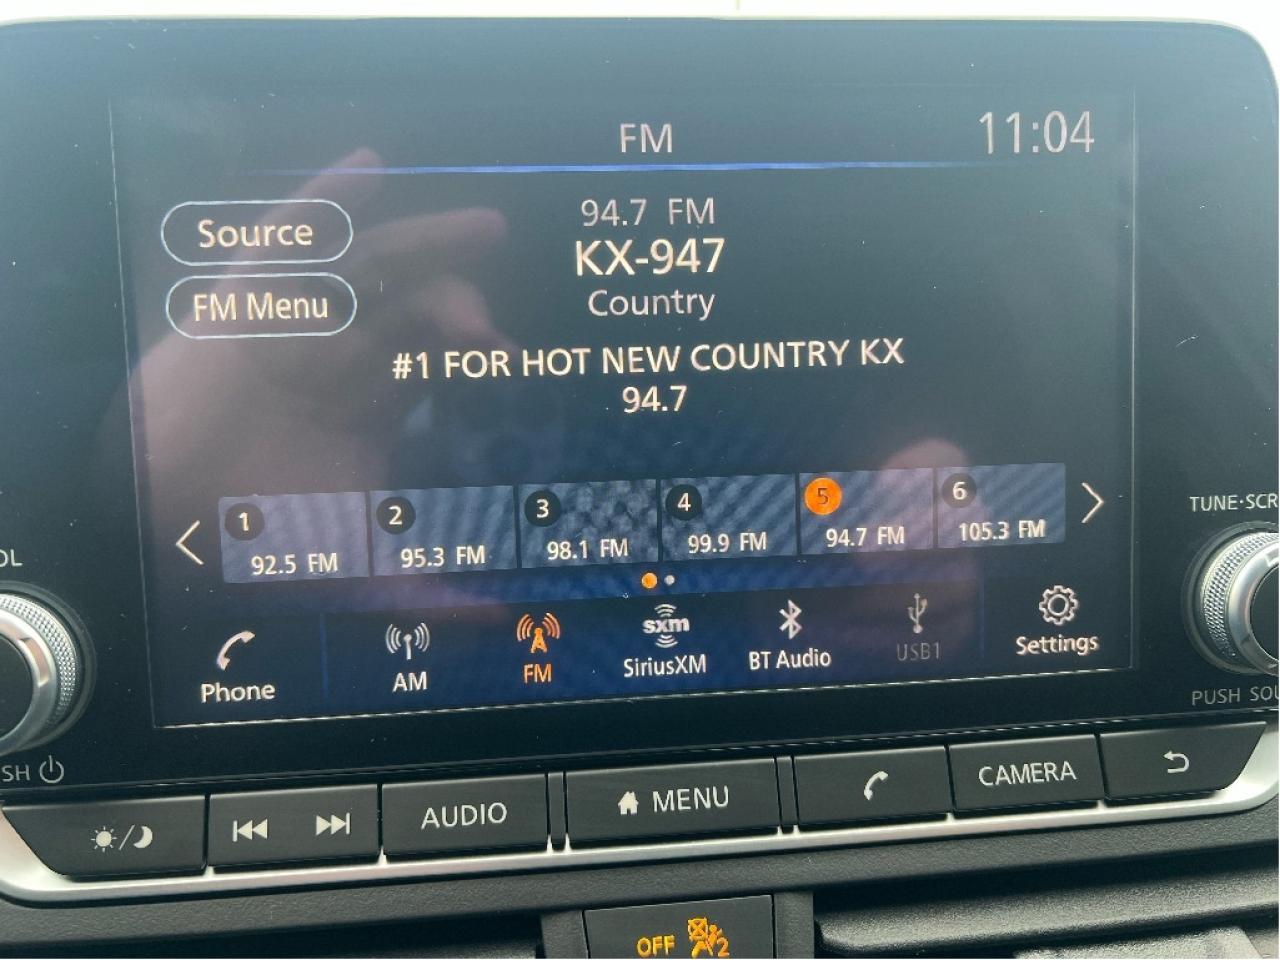 FM
11:04
Source
94.7 FM
KX-947
FM Menu
Country
#1 FOR HOT NEW COUNTRY KX
94.7
1
2
3
4
5
6
92.5 FM
95.3 FM
98.1 FM
99.9 FM
94.7 FM
105.3 FM
TUNE·SCR
OL
Phone
AM
FM
sxm
SiriusXM
BT Audio
USB1
Settings
PUSH SOU
SH
AUDIO
MENU
CAMERA
OFF
2